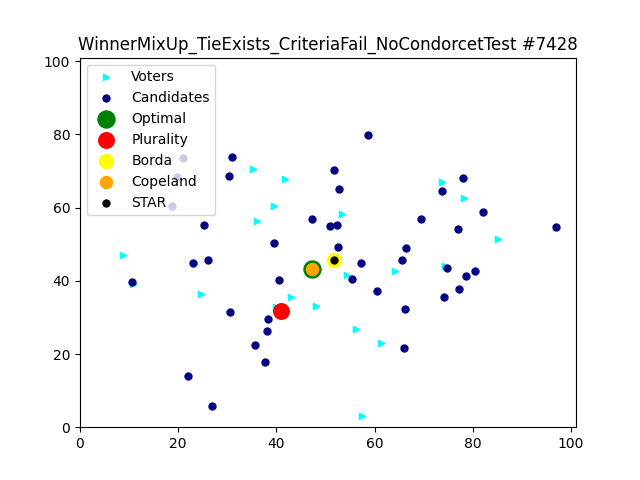 WinnerMixUp_TieExists_CriteriaFail_NoCondorcetTest #7428
100
80
60
40
20
0
Voters
Candidates
Optimal
Plurality
Borda
Copeland
STAR
0 20 40 60 80 100